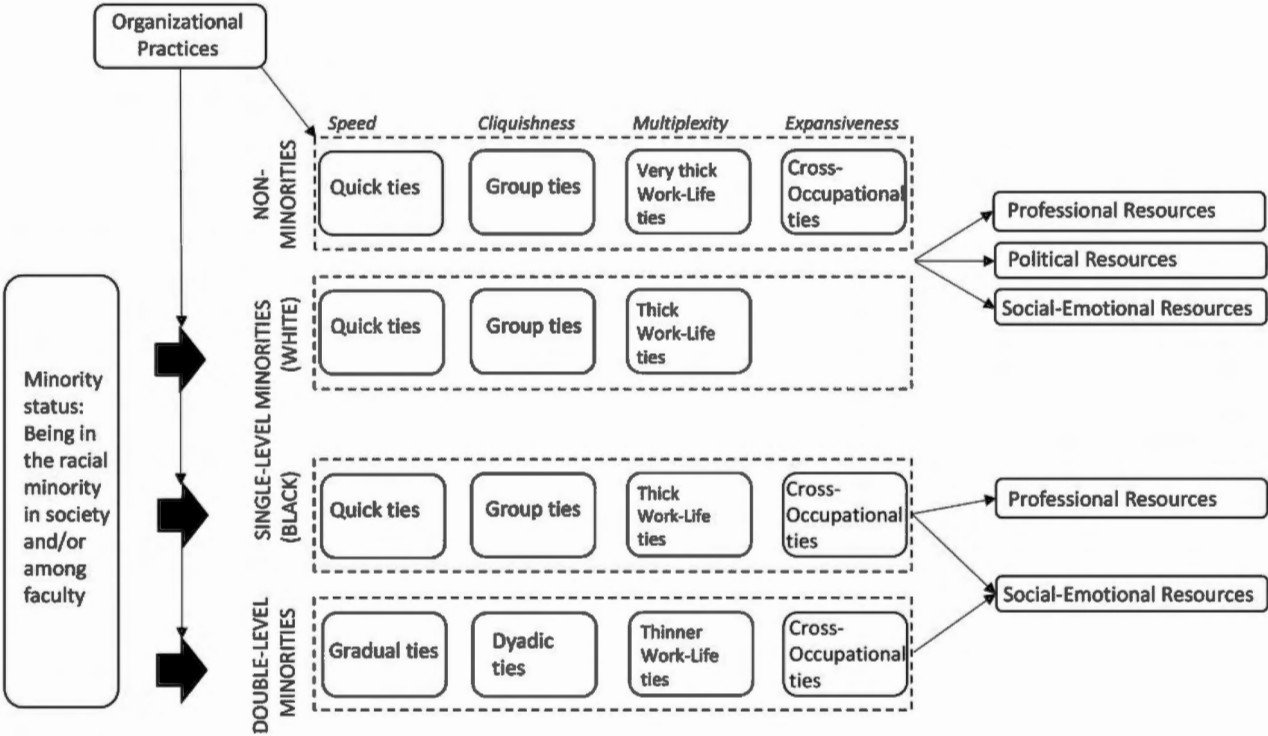 Organizational
Practices
Speed
Cliquishness
Multiplexity
Expansiveness
NON-
MINORITIES
Quick ties
Group ties
Very thick
Work-Life
ties
Cross-
Occupational
ties
Professional Resources
Political Resources
Social-Emotional Resources
SINGLE-LEVEL MINORITIES
(WHITE)
Quick ties
Group ties
Thick
Work-Life
ties
Minority
status:
Being in
the racial
minority
in society
and/or
among
faculty
(BLACK)
Quick ties
Group ties
Thick
Work-Life
ties
Cross-
Occupational
ties
Professional Resources
Social-Emotional Resources
DOUBLE-LEVEL
MINORITIES
Gradual ties
Dyadic
ties
Thinner
Work-Life
ties
Cross-
Occupational
ties